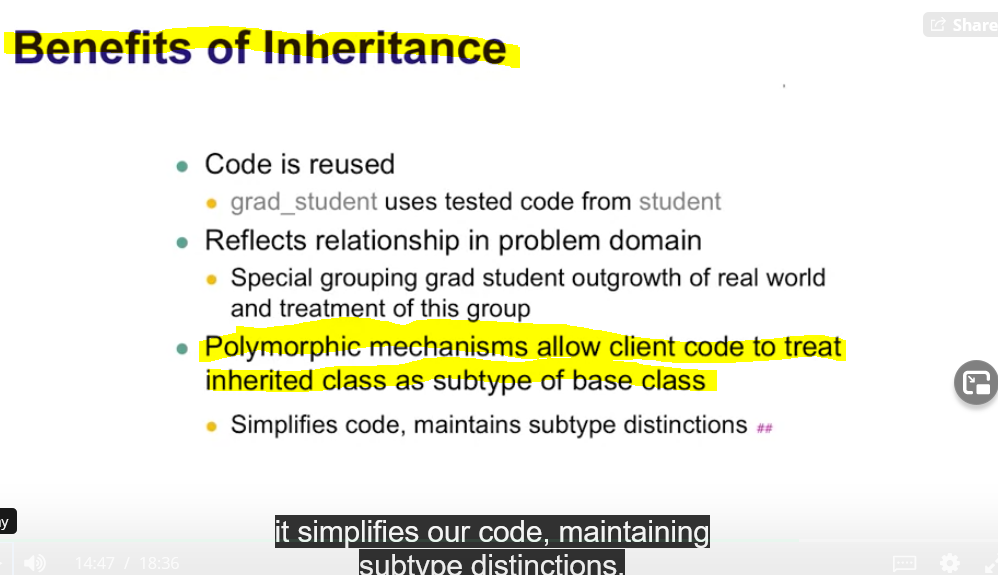 Share
Benefits of Inheritance
Code is reused
grad_student uses tested code from student
Reflects relationship in problem domain
Special grouping grad student outgrowth of real world
and treatment of this group
Polymorphic mechanisms allow client code to treat
inherited class as subtype of base class
Simplifies code, maintains subtype distinctions ##
it simplifies our code, maintaining
subtype distinctions.
14:47 / 18:36